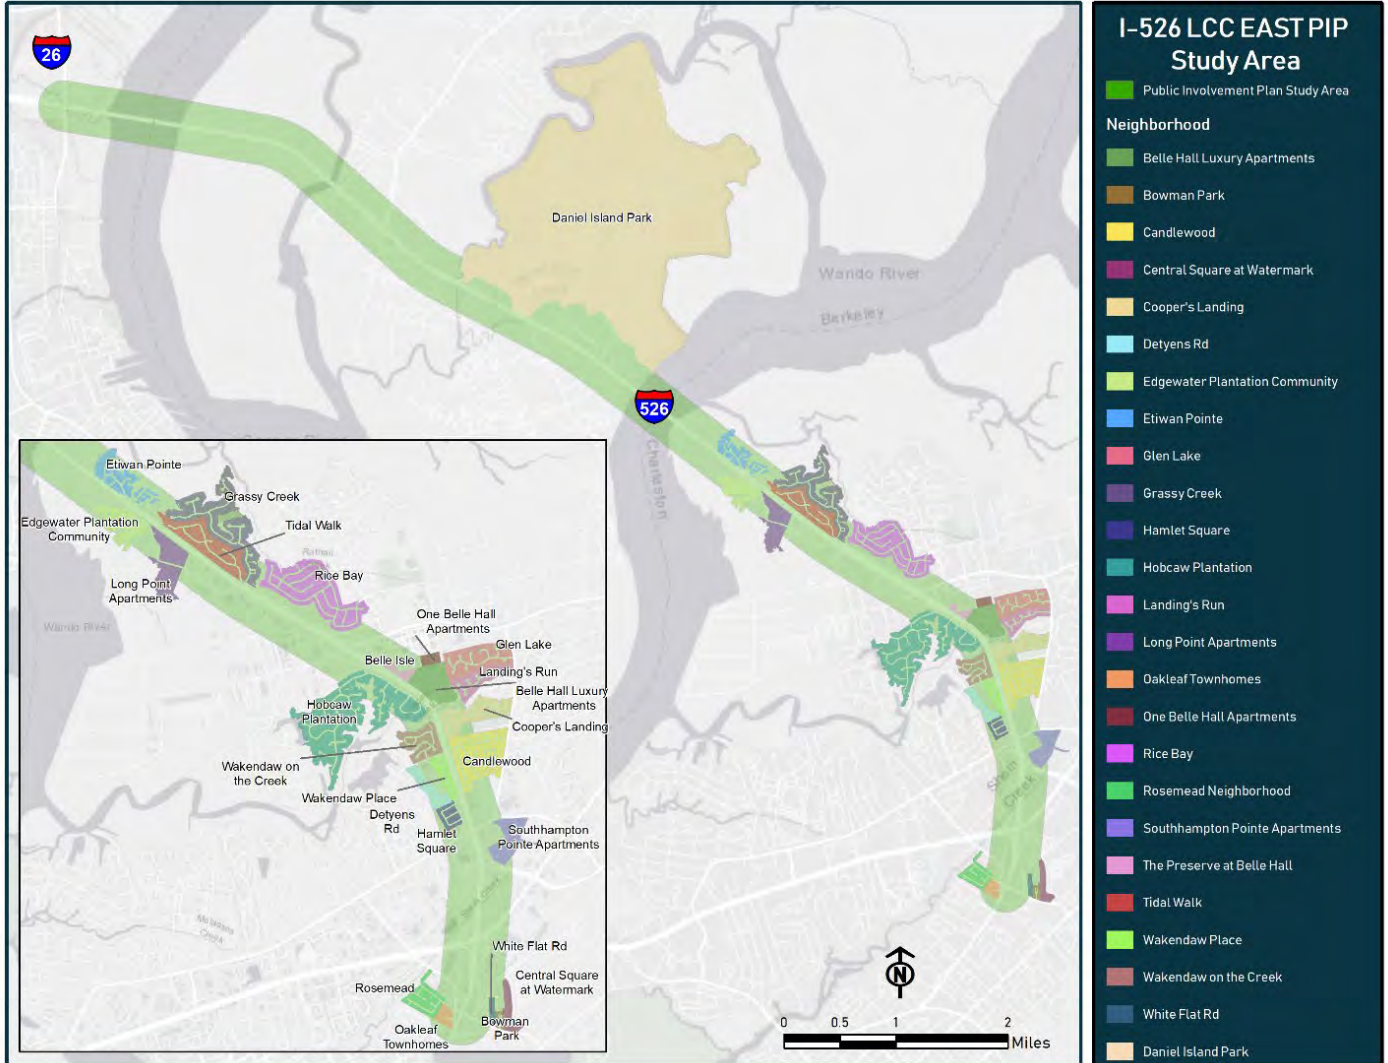 26
Daniel Island Park
Wando River
Berkeley
526
Charleston
Shem
Creek
Etiwan Pointe
Grassy Creek
Edgewater Plantation
Community
Tidal Walk
Long Point
Apartments
Rice Bay
Wando River
One Belle Hall
Apartments
Glen Lake
Belle Isle
Landing's Run
Belle Hall Luxury
Apartments
Hobcaw
Plantation
Cooper's Landing
Wakendaw on
the Creek
Candlewood
Wakendaw Place
Detyens
Rd
Hamlet
Square
Southhampton
Pointe Apartments
White Flat Rd
Rosemead
Central Square
at Watermark
Bowman
Park
Oakleaf
Townhomes
N
0 0.5 1 2
Miles
I-526 LCC EAST PIP
Study Area
Public Involvement Plan Study Area
Neighborhood
Belle Hall Luxury Apartments
Bowman Park
Candlewood
Central Square at Watermark
Cooper's Landing
Detyens Rd
Edgewater Plantation Community
Etiwan Pointe
Glen Lake
Grassy Creek
Hamlet Square
Hobcaw Plantation
Landing's Run
Long Point Apartments
Oakleaf Townhomes
One Belle Hall Apartments
Rice Bay
Rosemead Neighborhood
Southhampton Pointe Apartments
The Preserve at Belle Hall
Tidal Walk
Wakendaw Place
Wakendaw on the Creek
White Flat Rd
Daniel Island Park